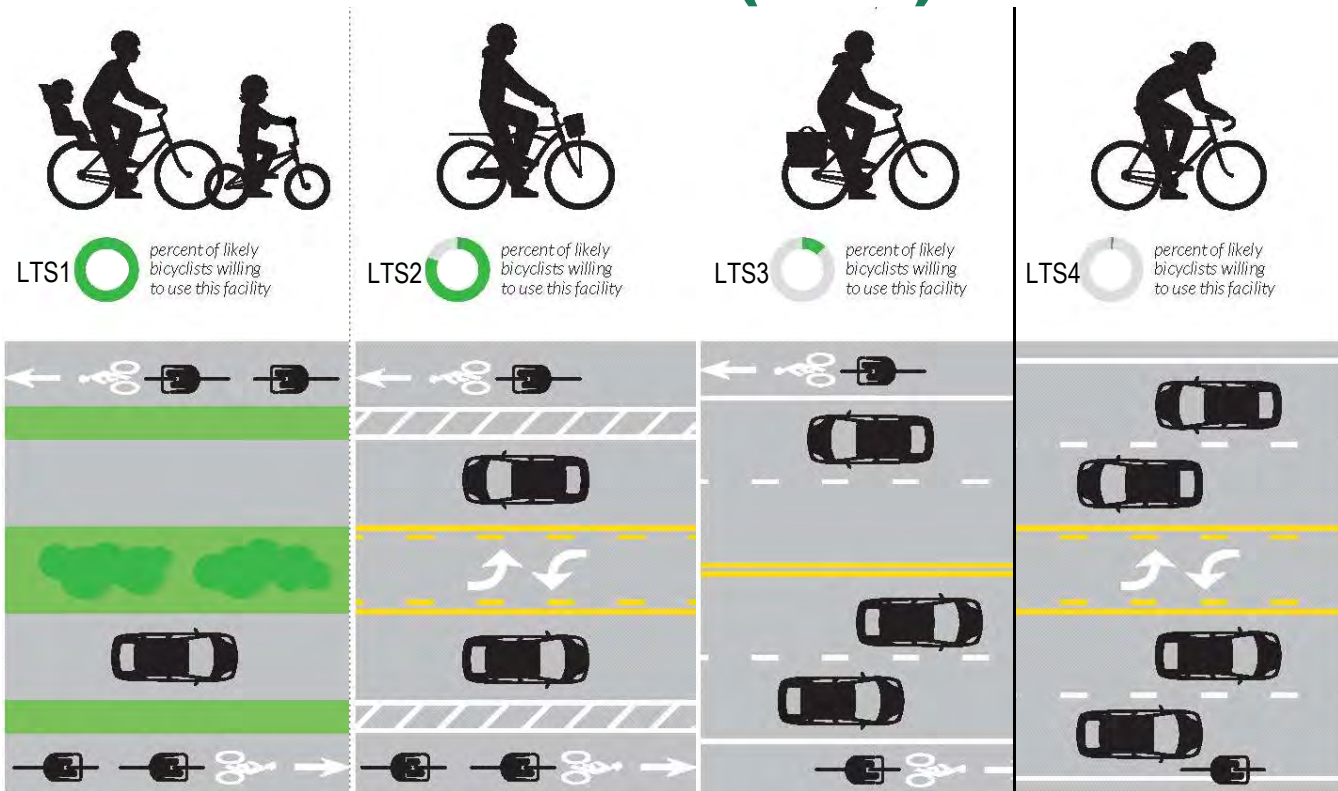 LTS1
percent of likely
bicyclists willing
to use this facility
LTS2
percent of likely
bicyclists willing
to use this facility
LTS3
percent of likely
bicyclists willing
to use this facility
LTS4
percent of likely
bicyclists willing
to use this facility